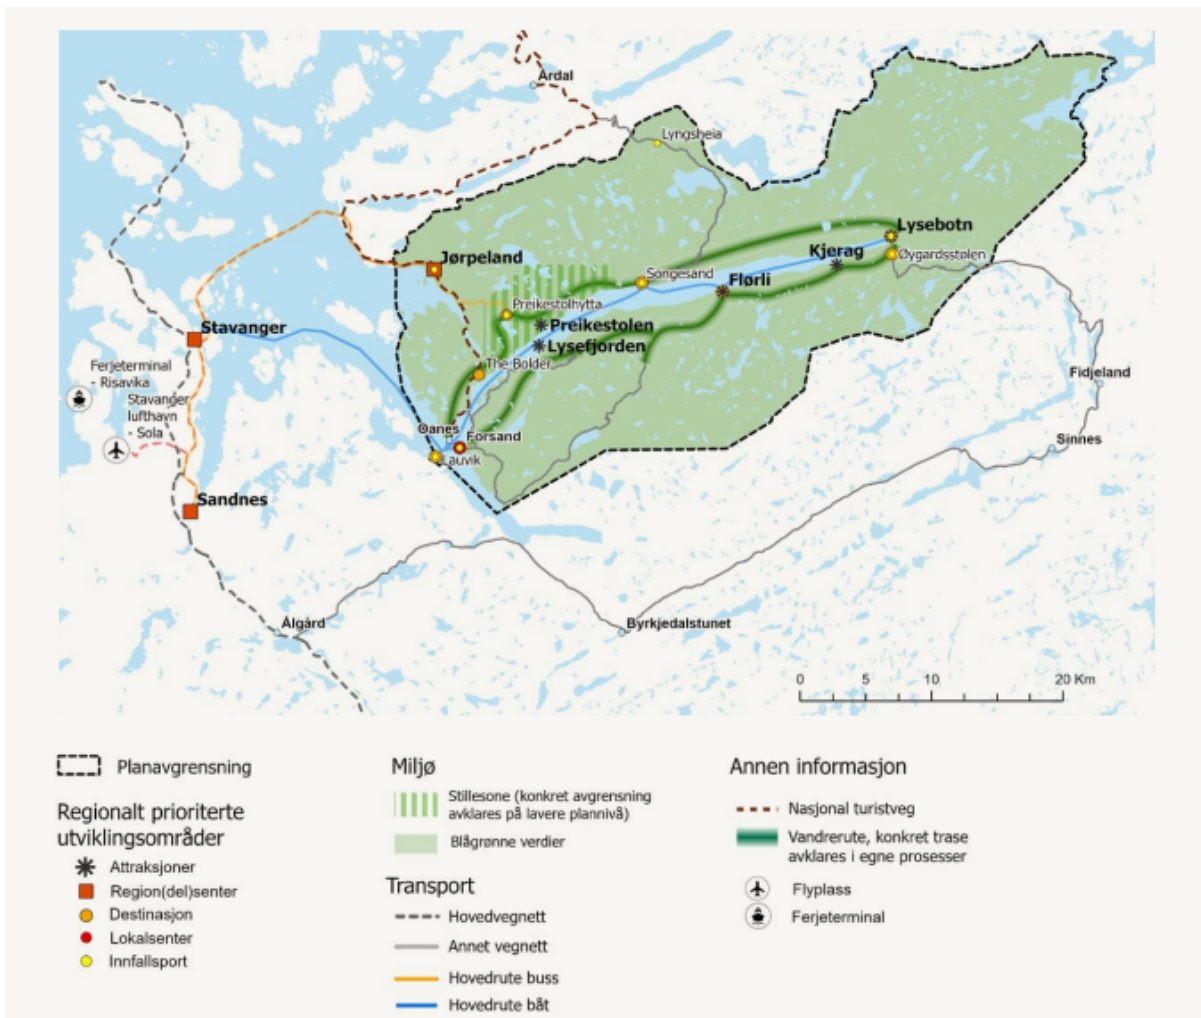 Årdal
Lyngsheia
Lysebotn
Kjerag
Øygardsstølen
Jørpeland
Songesand
Flørli
Preikestolhytta
Stavanger
Preikestolen
Lysefjorden
Ferjeterminal
- Risavika
The Bolder
Fidjeland
Stavanger
lufthavn
- Sola
Oanes
Forsand
Sinnes
Lauvik
Sandnes
Ålgård
Byrkjedalstunet
0 5 10 20 Km
Planavgrensning
Regionalt prioriterte
utviklingsområder
Attraksjoner
Region(del)senter
Destinasjon
Lokalsenter
Innfallsport
Miljø
Stillesone (konkret avgrensning
avklares på lavere plannivå)
Blågrønne verdier
Transport
Hovedvegnett
Annet vegnett
Hovedrute buss
Hovedrute båt
Annen informasjon
Nasjonal turistveg
Vandrerute, konkret trase
avklares i egne prosesser
Flyplass
Ferjeterminal